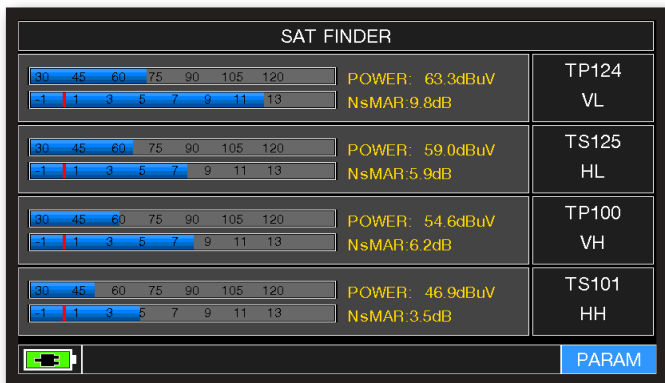 SAT FINDER
30 45 60 75 90 105 120
POWER: 63.3dBuV
-1 1 3 5 7 9 11 13
NsMAR:9.8dB
TP124
VL
30 45 60 75 90 105 120
POWER: 59.0dBuV
-1 1 3 5 7 9 11 13
NsMAR:5.9dB
TS125
HL
30 45 60 75 90 105 120
POWER: 54.6dBuV
-1 1 3 5 7 9 11 13
NsMAR:6.2dB
TP100
VH
30 45 60 75 90 105 120
POWER: 46.9dBuV
-1 1 3 5 7 9 11 13
NsMAR:3.5dB
TS101
HH
PARAM